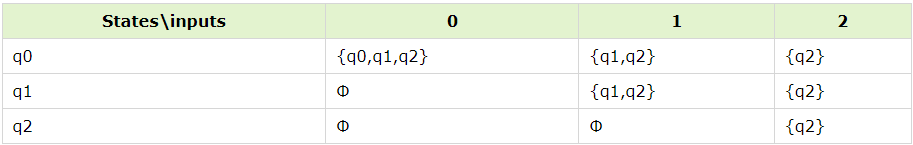 States\inputs 0 1 2
q0 {q0,q1,q2} {q1,q2} {q2}
q1 Φ {q1,q2} {q2}
q2 Φ Φ {q2}